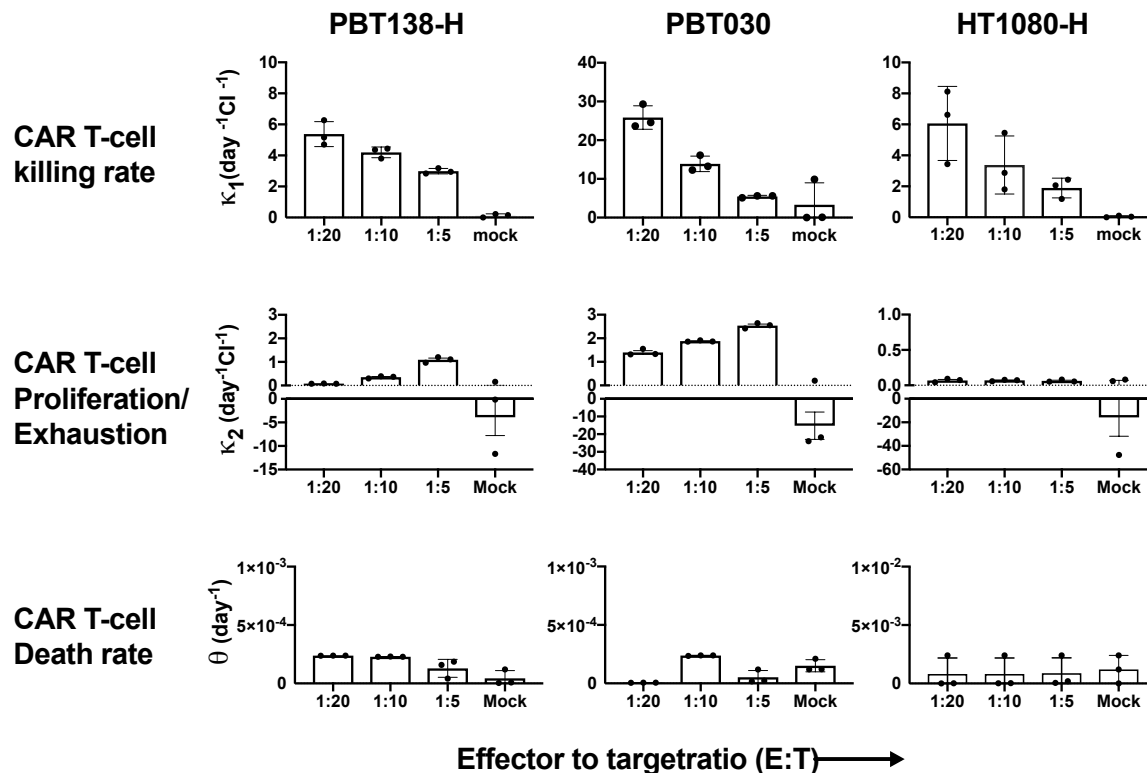 PBT138-H PBT030 HT1080-H
CAR T-cell
killing rate
κ1(day -1CI -1)
10
8
6
4
2
0
1:20 1:10 1:5 mock
40
30
20
10
0
1:20 1:10 1:5 mock
10
8
6
4
2
0
1:20 1:10 1:5 mock
CAR T-cell
Proliferation/
Exhaustion
κ2 (day-1CI-1)
3
2
1
0
0
-5
-10
-15
1:20 1:10 1:5 Mock
3
2
1
0
0
-10
-20
-30
-40
1:20 1:10 1:5 Mock
1.0
0.5
0.0
0
-20
-40
-60
1:20 1:10 1:5 Mock
CAR T-cell
Death rate
θ (day-1)
1×10-3
5×10-4
0
1:20 1:10 1:5 Mock
1×10-3
5×10-4
0
1:20 1:10 1:5 Mock
1×10-2
5×10-3
0
1:20 1:10 1:5 Mock
Effector to targetratio (E:T)